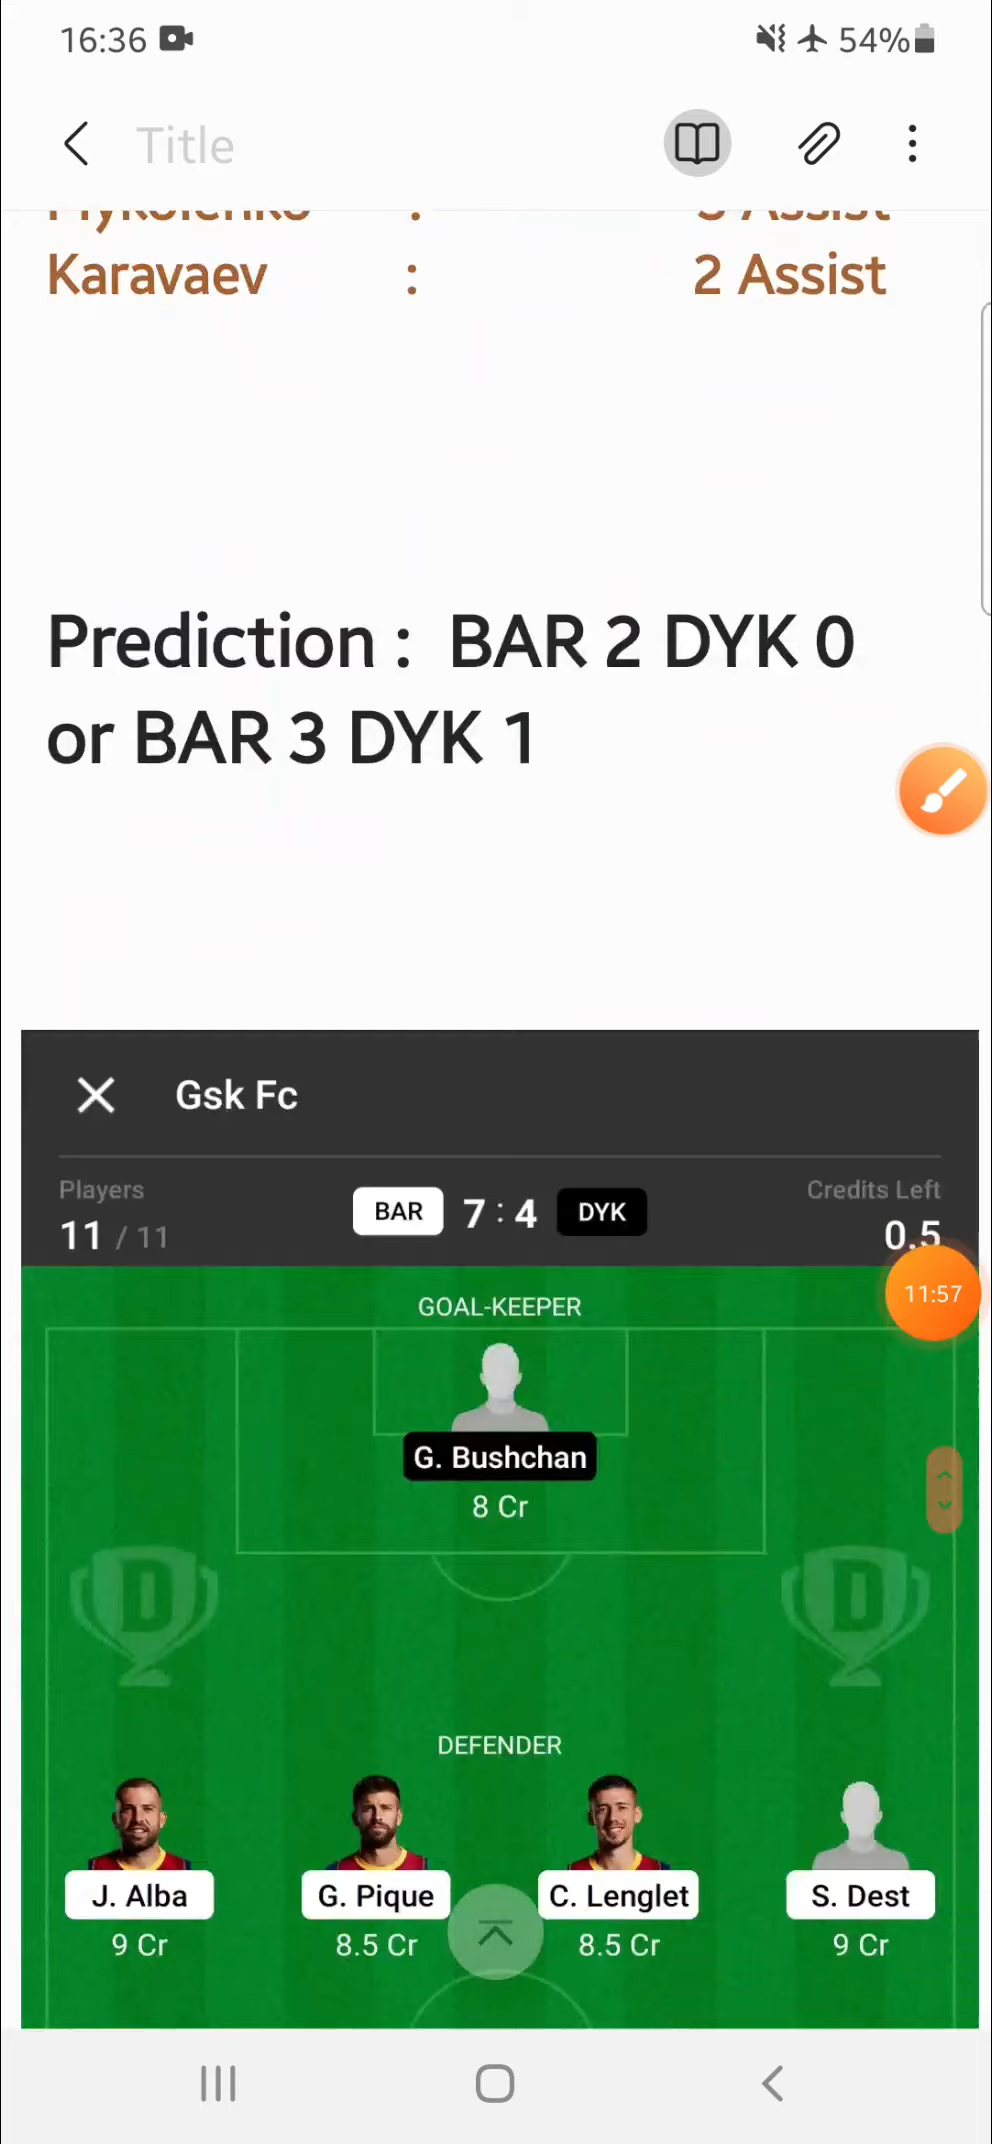 16:36 54%
Title
Karavaev : 2 Assist
Prediction : BAR 2 DYK 0
or BAR 3 DYK 1
Gsk Fc
Players Credits Left
11 / 11 BAR 7 : 4 DYK 0.5
11:57
GOAL-KEEPER
G. Bushchan
8 Cr
D D
DEFENDER
J. Alba G. Pique C. Lenglet S. Dest
9 Cr 8.5 Cr 8.5 Cr 9 Cr